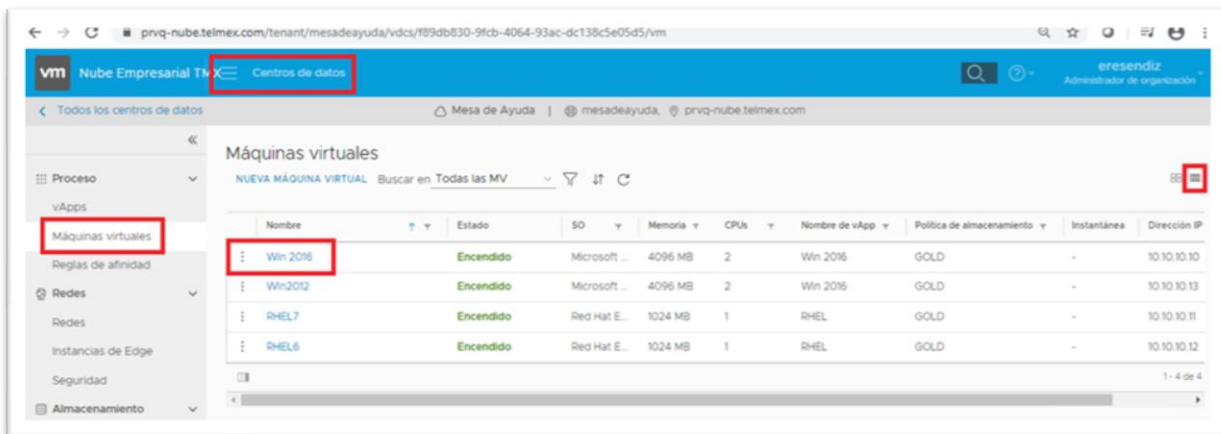 prvq-nube.telmex.com/tenant/mesadeayuda/vdcs/f89db830-9fcb-4064-93ac-dc138c5e05d5/vm
vm Nube Empresarial TMX Centros de datos eresendiz
Administrador de organización
Todos los centros de datos Mesa de Ayuda | mesadeayuda, prvq-nube.telmex.com
Máquinas virtuales
NUEVA MÁQUINA VIRTUAL Buscar en Todas las MV
Proceso
vApps
Máquinas virtuales
Reglas de afinidad
Redes
Redes
Instancias de Edge
Seguridad
Almacenamiento
Nombre Estado SO Memoria CPUs Nombre de vApp Política de almacenamiento Instantánea Dirección IP
Win 2016 Encendido Microsoft ... 4096 MB 2 Win 2016 GOLD - 10.10.10.10
Win2012 Encendido Microsoft ... 4096 MB 2 Win 2016 GOLD - 10.10.10.13
RHEL7 Encendido Red Hat E... 1024 MB 1 RHEL GOLD - 10.10.10.11
RHEL6 Encendido Red Hat E... 1024 MB 1 RHEL GOLD - 10.10.10.12
1 - 4 de 4